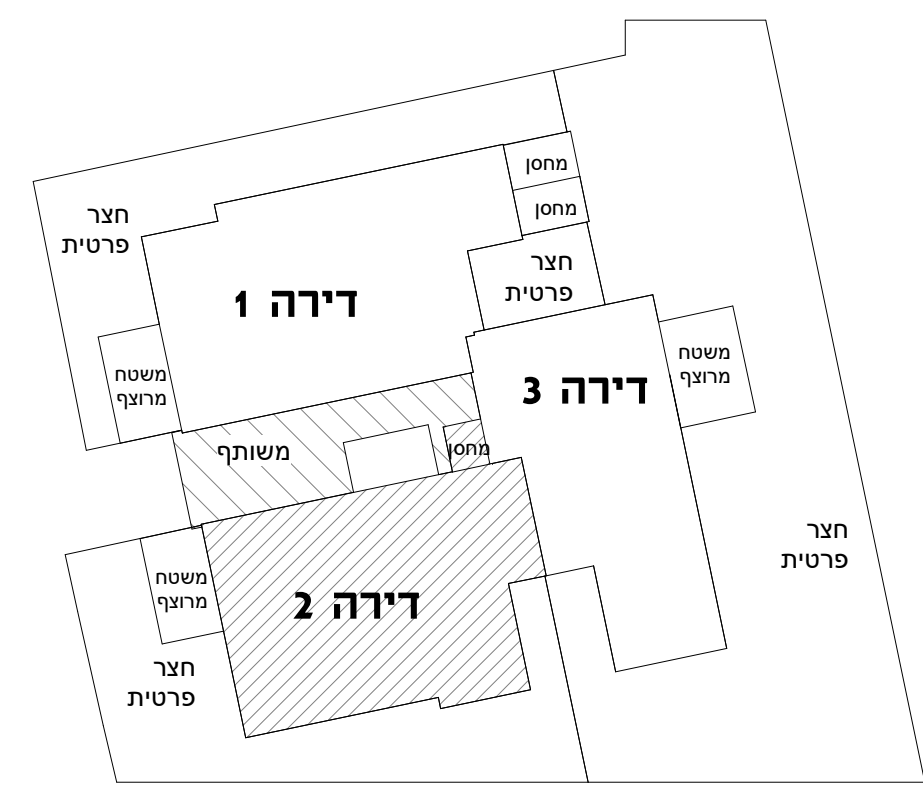 מחסן
מחסן
חצר
פרטית
חצר
פרטית
דירה 1
משטח
מרוצף
משטח
מרוצף
דירה 3
משותף
מחסן
חצר
פרטית
משטח
מרוצף
דירה 2
חצר
פרטית